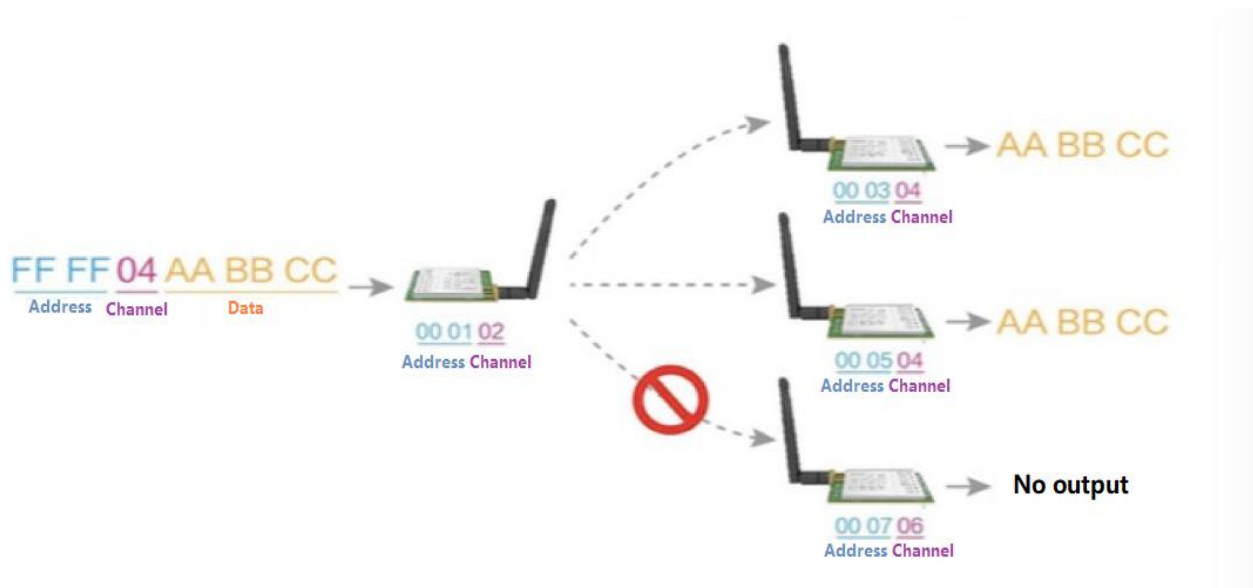 FF FF 04 AA BB CC
Address Channel Data
00 01 02
Address Channel
AA BB CC
00 03 04
Address Channel
AA BB CC
00 05 04
Address Channel
No output
00 07 06
Address Channel